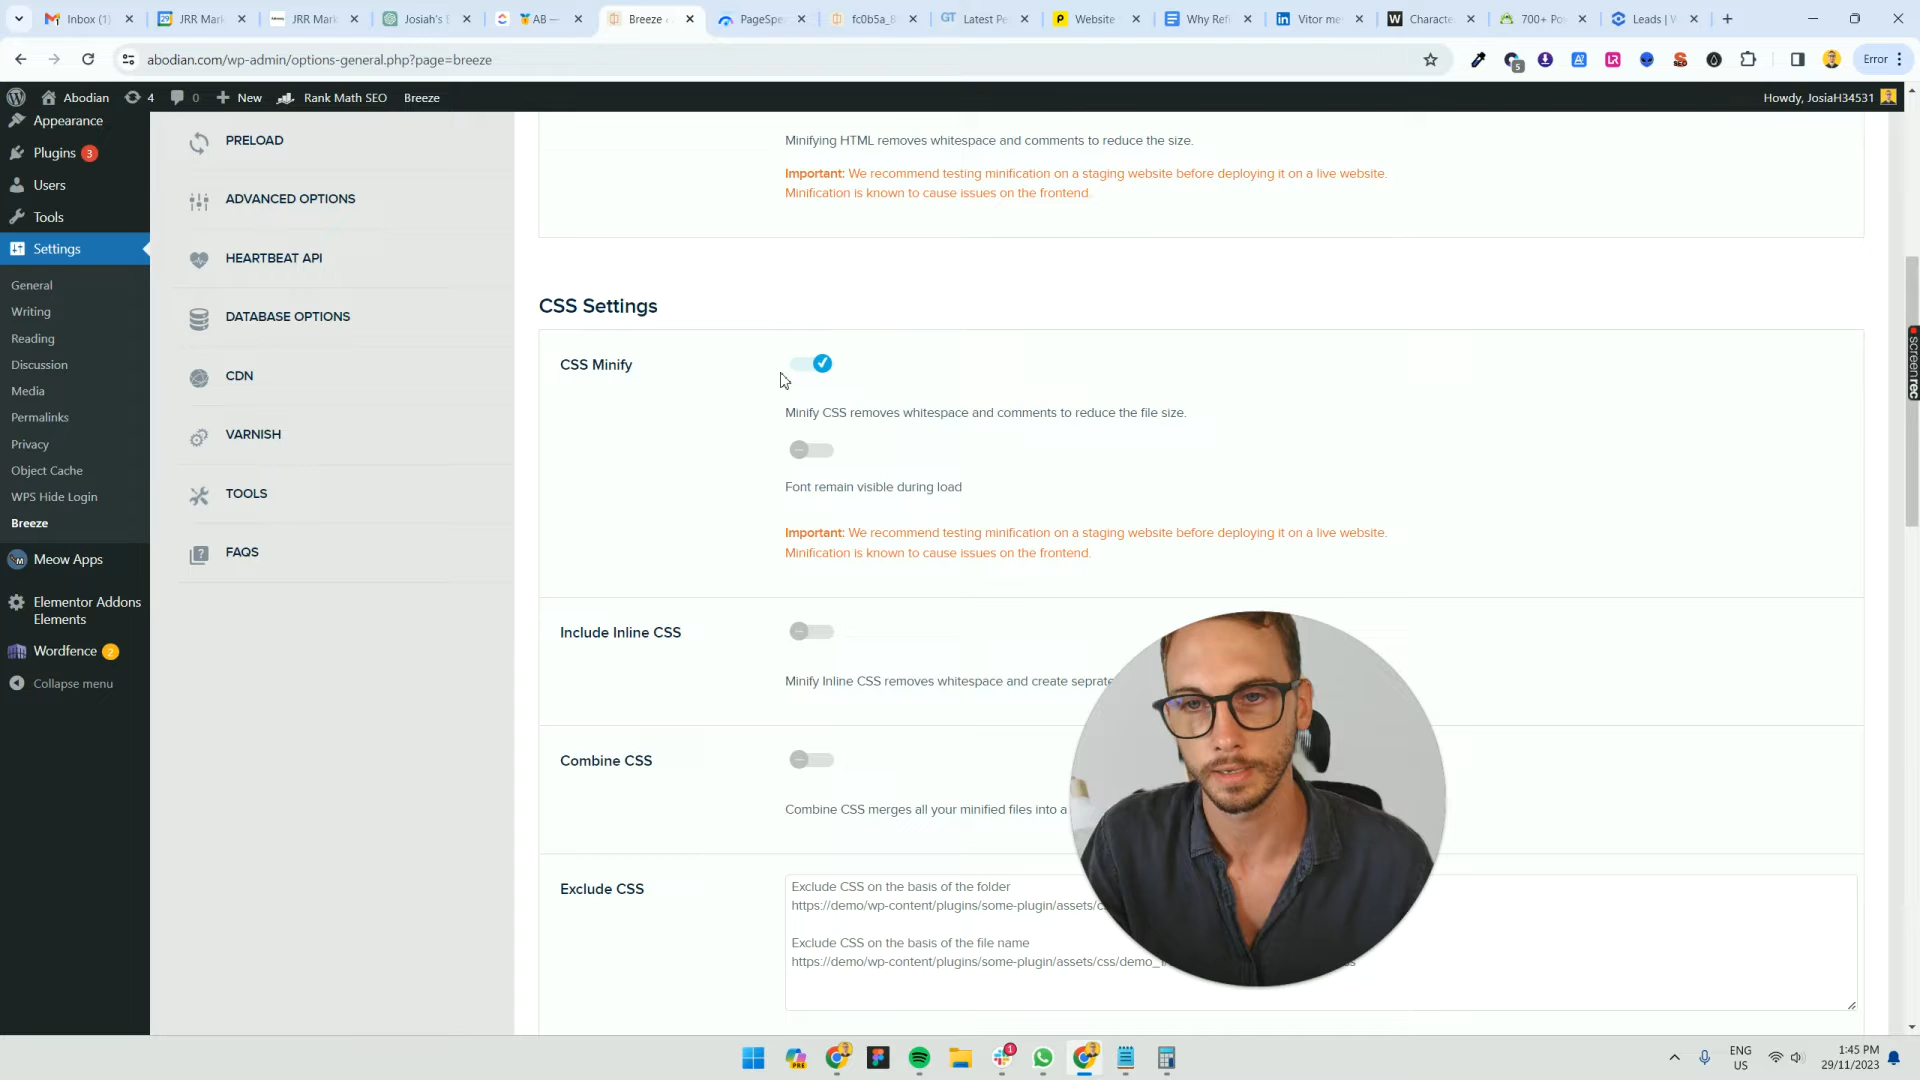 Inbox (1)
JRR Mark
JRR Mark
Josiah's E
AB —
Breeze
PageSpe
fc0b5a_8
GT
Latest Pe
Website
Why Ref
Vitor me
W
Characte
700+ Po
Leads | V
abodian.com/wp-admin/options-general.php?page=breeze
5
Error
Abodian
4
0
New
Rank Math SEO
Breeze
Howdy, JosiaH34531
Appearance
Plugins 3
Users
Tools
Settings
General
Writing
Reading
Discussion
Media
Permalinks
Privacy
Object Cache
WPS Hide Login
Breeze
Meow Apps
Elementor Addons
Elements
Wordfence 2
Collapse menu
PRELOAD
ADVANCED OPTIONS
HEARTBEAT API
DATABASE OPTIONS
CDN
VARNISH
TOOLS
FAQS
Minifying HTML removes whitespace and comments to reduce the size.
Important: We recommend testing minification on a staging website before deploying it on a live website.
Minification is known to cause issues on the frontend.
CSS Settings
CSS Minify
Minify CSS removes whitespace and comments to reduce the file size.
Font remain visible during load
Important: We recommend testing minification on a staging website before deploying it on a live website.
Minification is known to cause issues on the frontend.
Include Inline CSS
Minify Inline CSS removes whitespace and create seprate
Combine CSS
Combine CSS merges all your minified files into a
Exclude CSS
Exclude CSS on the basis of the folder
https://demo/wp-content/plugins/some-plugin/assets/c
Exclude CSS on the basis of the file name
https://demo/wp-content/plugins/some-plugin/assets/css/demo_
screenrec
PRE
1
ENG
US
1:45 PM
29/11/2023